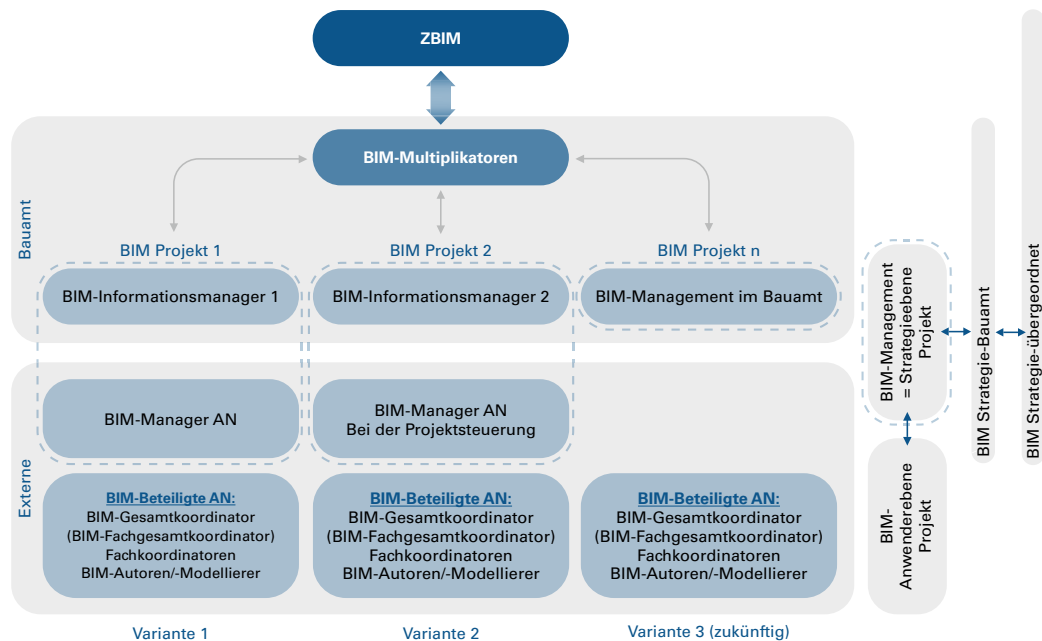 ZBIM
BIM-Multiplikatoren
Bauamt
BIM Projekt 1
BIM Projekt 2
BIM Projekt n
BIM-Informationsmanager 1
BIM-Informationsmanager 2
BIM-Management im Bauamt
Externe
BIM-Manager AN
BIM-Manager AN
Bei der Projektsteuerung
BIM-Beteiligte AN:
BIM-Gesamtkoordinator
(BIM-Fachgesamtkoordinator)
Fachkoordinatoren
BIM-Autoren/-Modellierer
BIM-Beteiligte AN:
BIM-Gesamtkoordinator
(BIM-Fachgesamtkoordinator)
Fachkoordinatoren
BIM-Autoren/-Modellierer
BIM-Beteiligte AN:
BIM-Gesamtkoordinator
(BIM-Fachgesamtkoordinator)
Fachkoordinatoren
BIM-Autoren/-Modellierer
Variante 1
Variante 2
Variante 3 (zukünftig)
BIM-Management
= Strategieebene
Projekt
BIM-
Anwenderebene
Projekt
BIM Strategie-Bauamt
BIM Strategie-übergeordnet